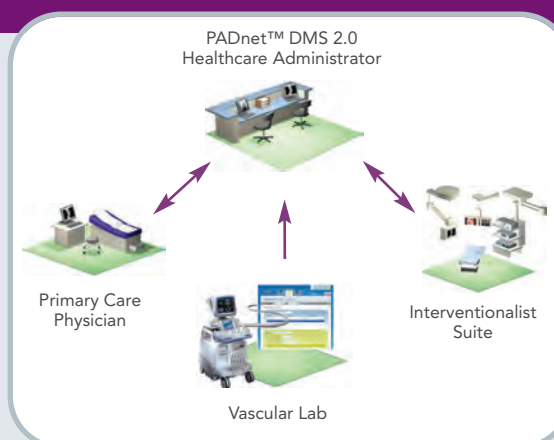 PADnet™ DMS 2.0
Healthcare Administrator
Primary Care
Physician
Interventionalist
Suite
Vascular Lab